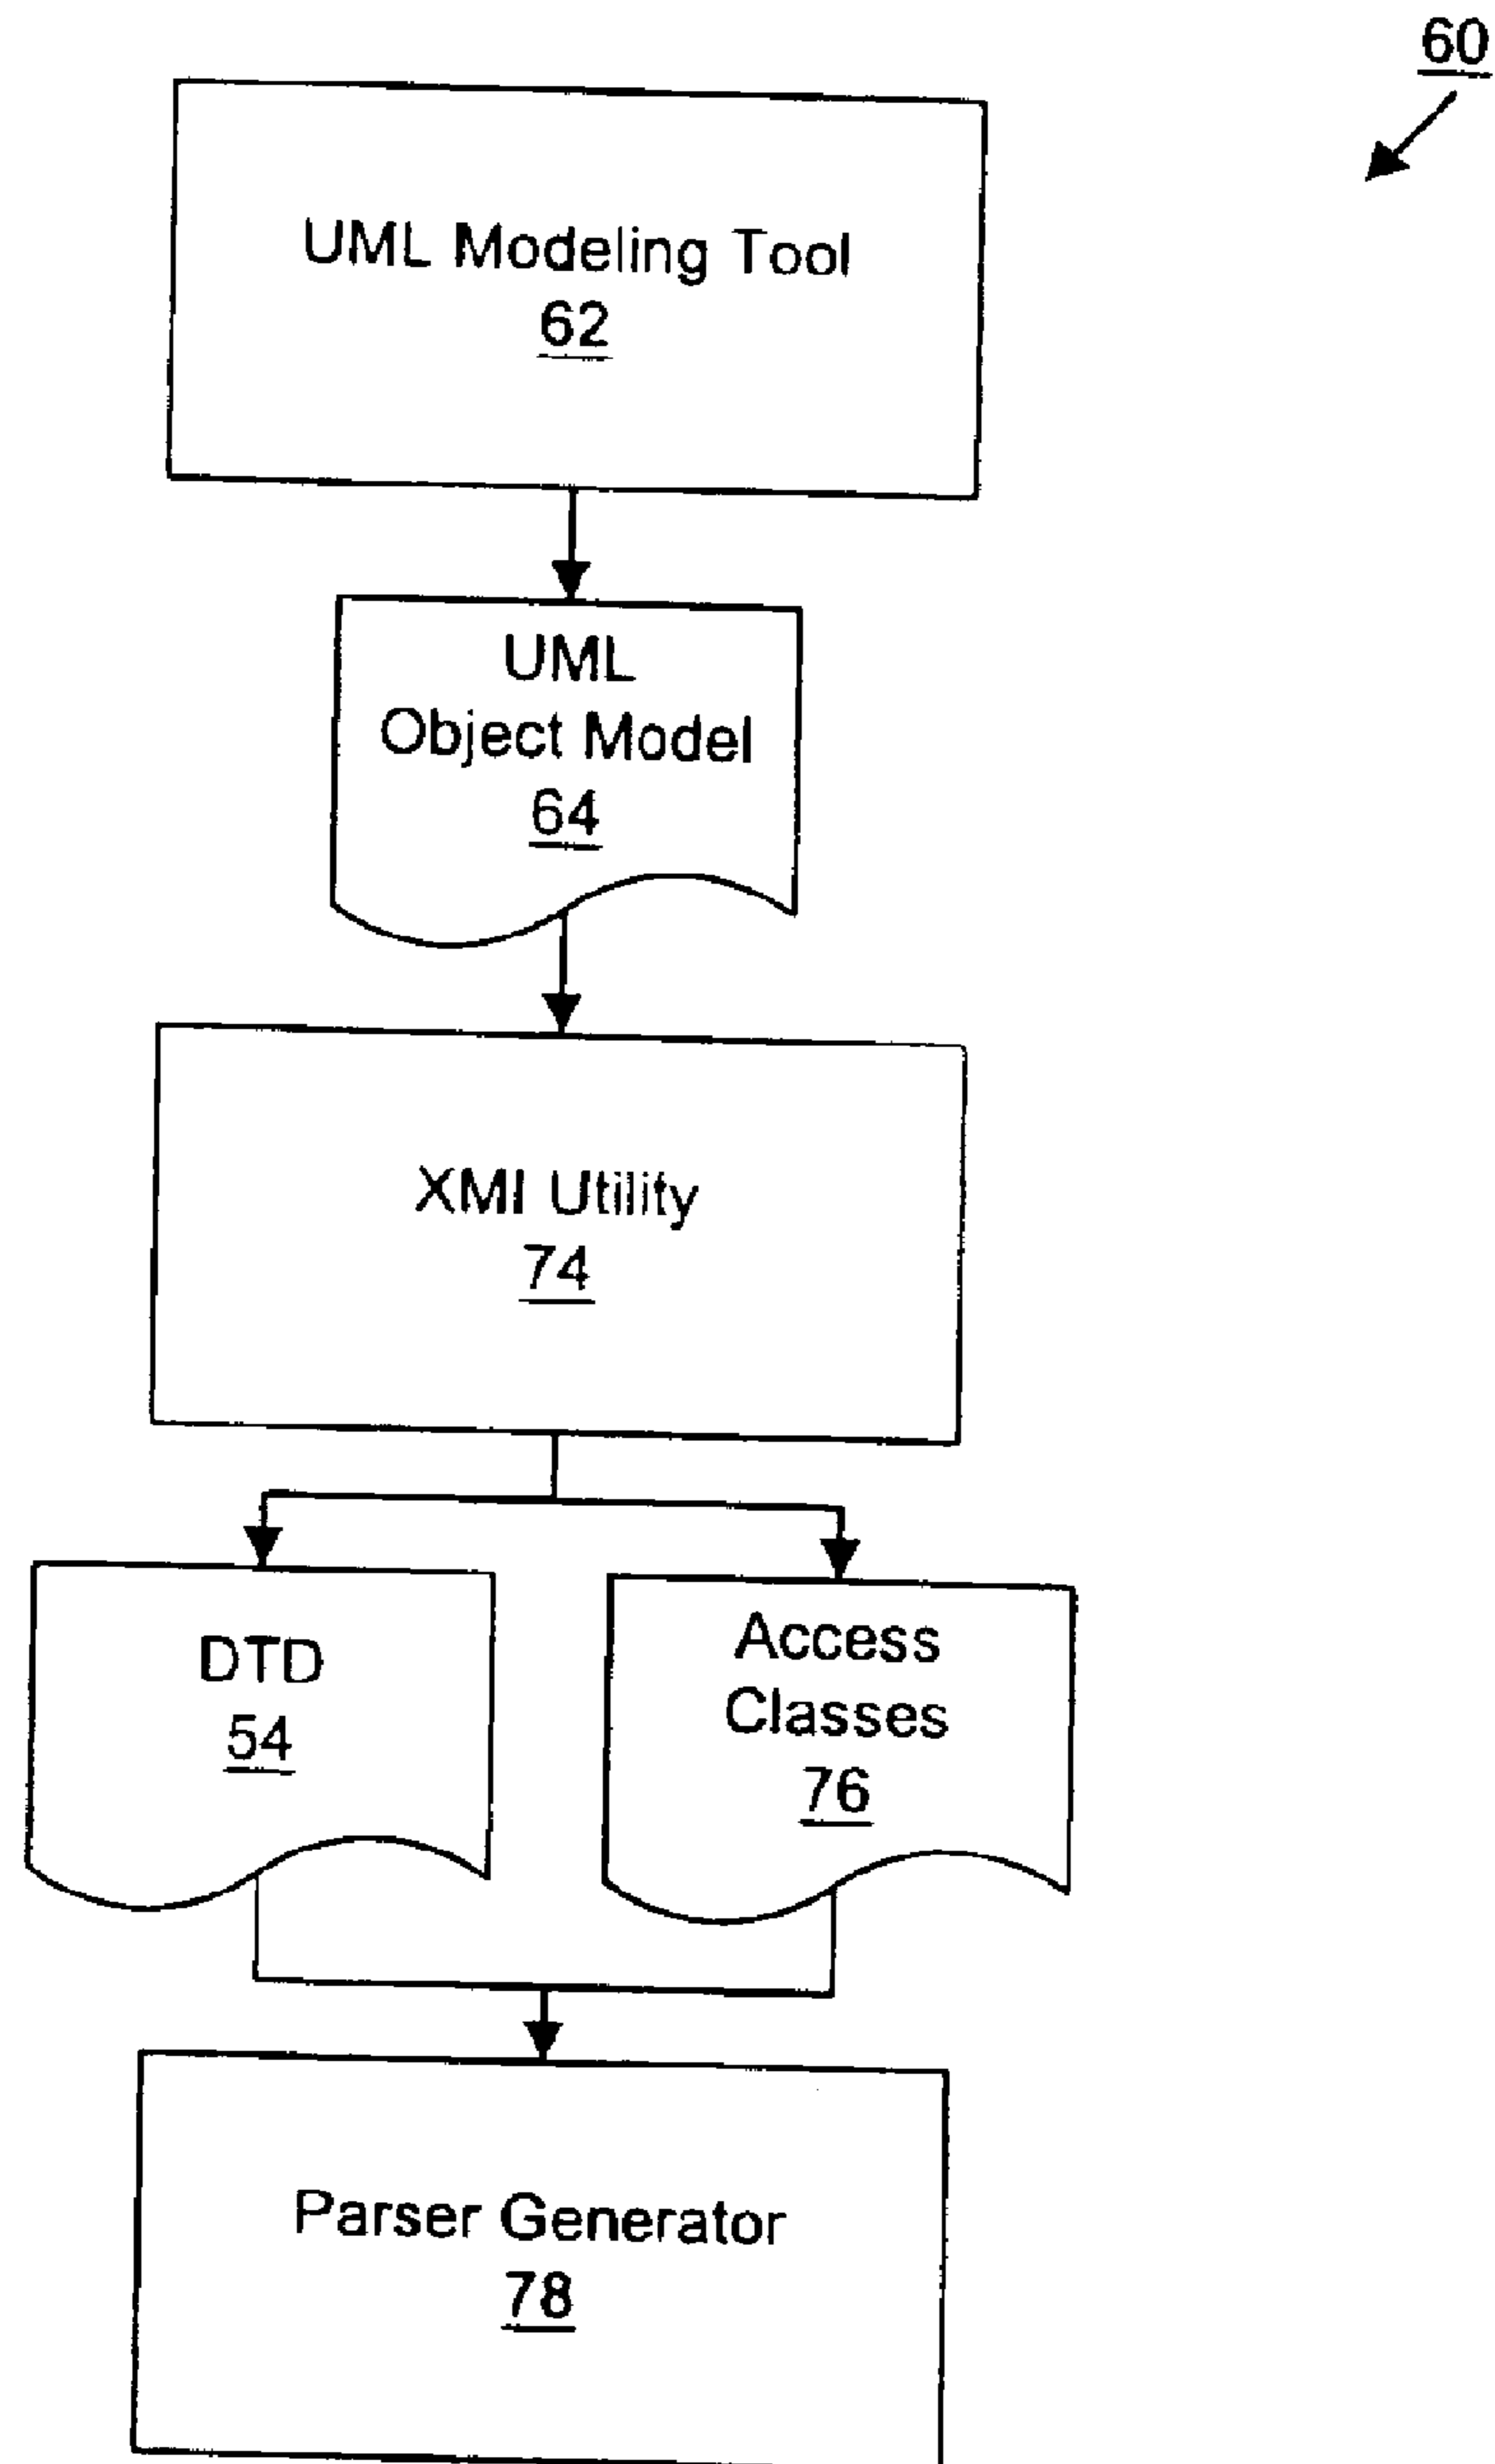 60
UML Modeling Tool
62
UML
Object Model
64
XMI Utility
74
DTD
54
Access
Classes
76
Parser Generator
78